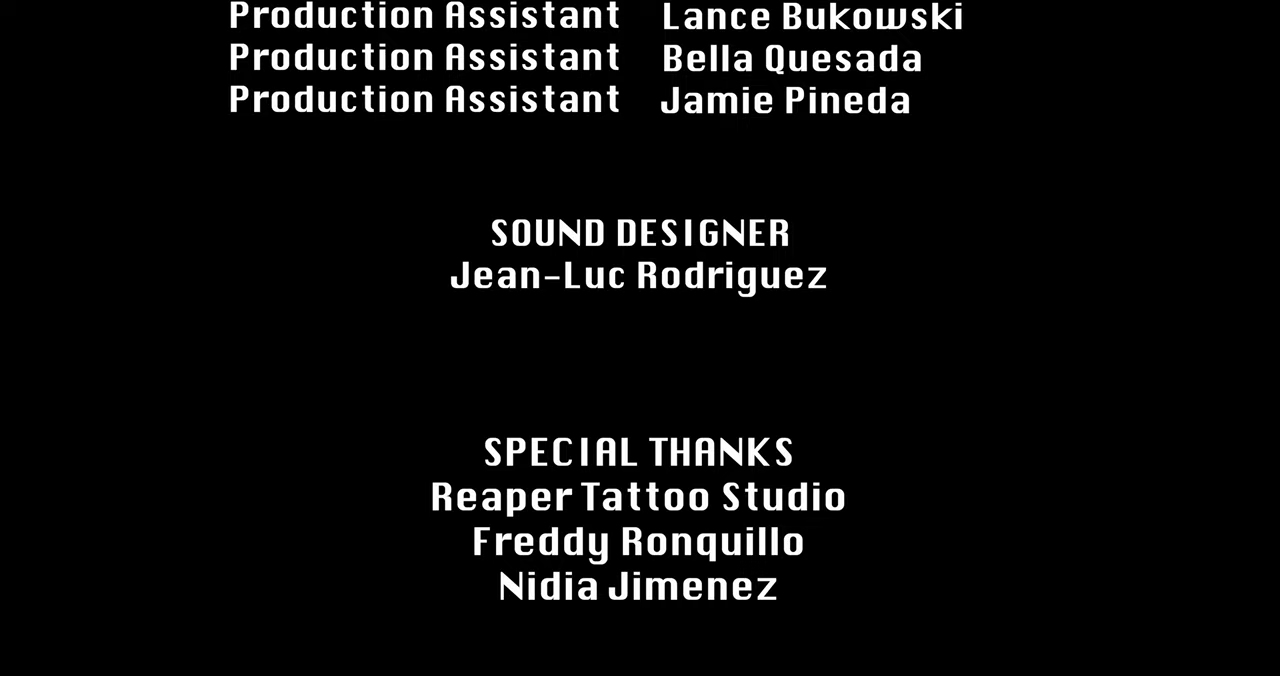 Production Assistant Lance Bukowski
Production Assistant Bella Quesada
Production Assistant Jamie Pineda
SOUND DESIGNER
Jean-Luc Rodriguez
SPECIAL THANKS
Reaper Tattoo Studio
Freddy Ronquillo
Nidia Jimenez